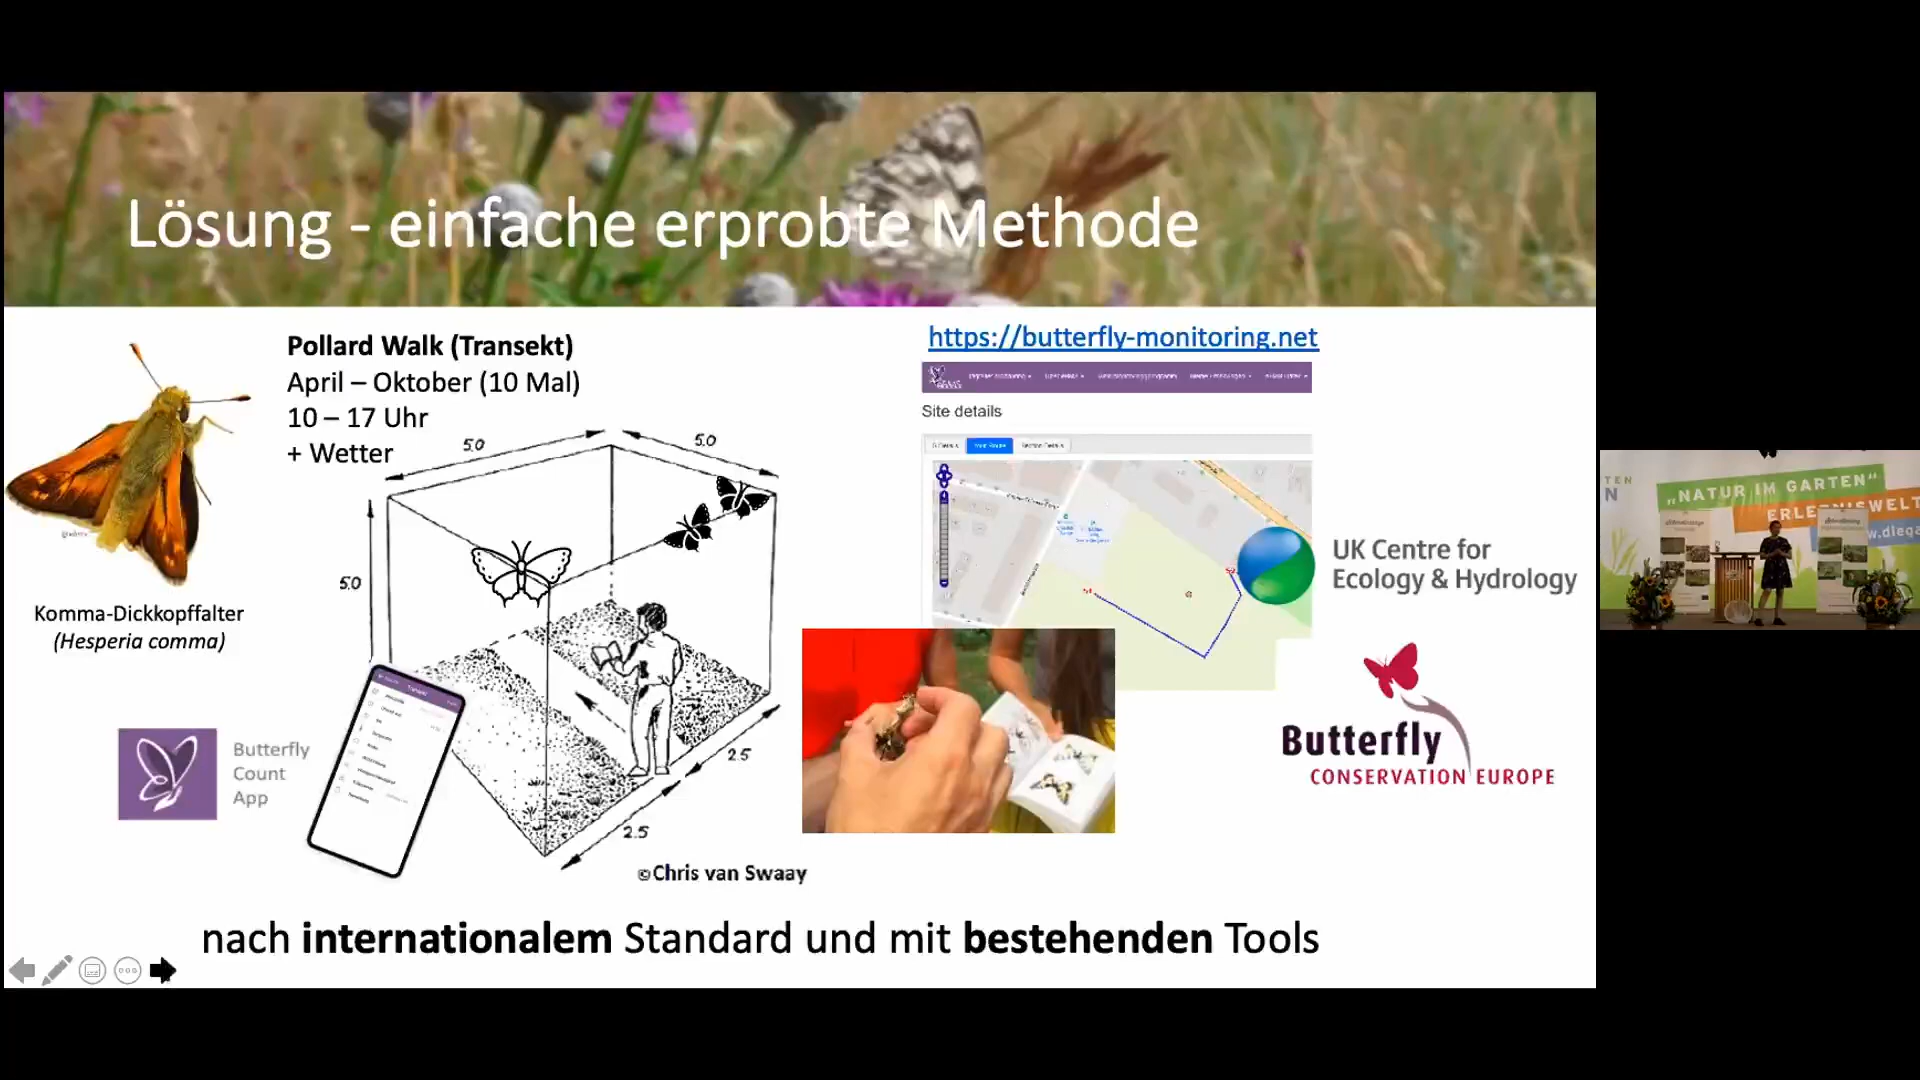 Lösung - einfache erprobte Methode
Pollard Walk (Transekt)
April – Oktober (10 Mal)
10 – 17 Uhr
+ Wetter
5.0
5.0
5.0
2.5
2.5
©Chris van Swaay
Komma-Dickkopffalter
(Hesperia comma)
Butterfly
Count
App
https://butterfly-monitoring.net
Site details
UK Centre for
Ecology & Hydrology
Butterfly
CONSERVATION EUROPE
nach internationalem Standard und mit bestehenden Tools
TEN
N
„NATUR IM GARTEN“
ERLEBNISWELT